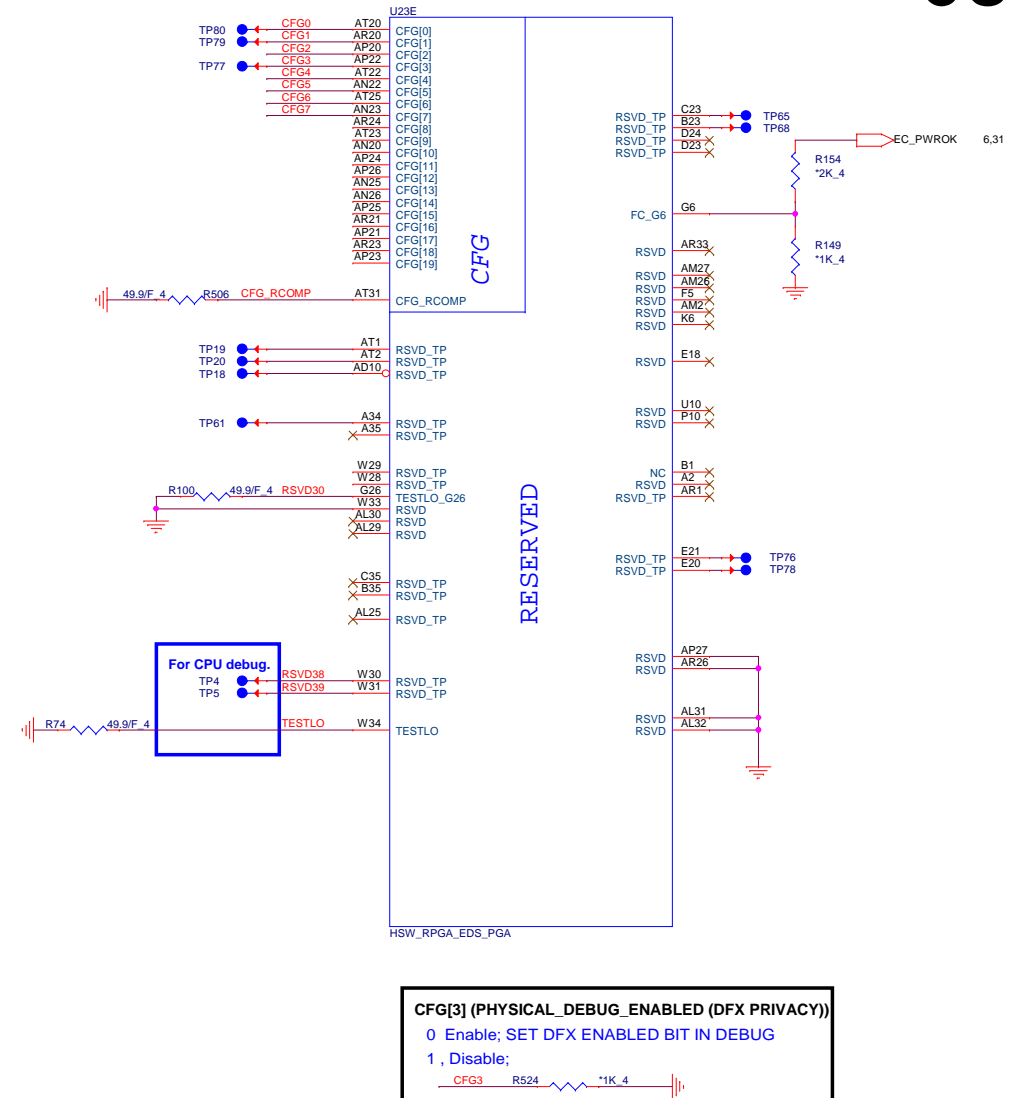 U23E
TP80 CFG0 AT20 CFG[0]
TP79 CFG1 AR20 CFG[1]
CFG2 AP20 CFG[2]
TP77 CFG3 AP22 CFG[3]
CFG4 AT22 CFG[4]
CFG5 AN22 CFG[5]
CFG6 AT25 CFG[6]
CFG7 AN23 CFG[7]
AR24 CFG[8]
AT23 CFG[9]
AN20 CFG[10]
AP24 CFG[11]
AP26 CFG[12]
AN25 CFG[13]
AN26 CFG[14]
AP25 CFG[15]
AR21 CFG[16]
AP21 CFG[17]
AR23 CFG[18]
AP23 CFG[19]
CFG
49.9/F_4 R506 CFG_RCOMP AT31 CFG_RCOMP
TP19 AT1 RSVD_TP
TP20 AT2 RSVD_TP
TP18 AD10 RSVD_TP
TP61 A34 RSVD_TP
A35 RSVD_TP
W29 RSVD_TP
W28 RSVD_TP
R100 49.9/F_4 RSVD30 G26 TESTLO_G26
W33 RSVD
AL30 RSVD
AL29 RSVD
C35 RSVD_TP
B35 RSVD_TP
AL25 RSVD_TP
For CPU debug.
TP4 RSVD38 W30 RSVD_TP
TP5 RSVD39 W31 RSVD_TP
R74 49.9/F_4 TESTLO W34 TESTLO
RESERVED
RSVD_TP C23 TP65
RSVD_TP B23 TP68
RSVD_TP D24
RSVD_TP D23
EC_PWROK 6,31
R154
*2K_4
FC_G6 G6
R149
*1K_4
RSVD AR33
RSVD AM27
RSVD AM26
RSVD F5
RSVD AM2
RSVD K6
RSVD E18
RSVD U10
RSVD P10
NC B1
RSVD A2
RSVD_TP AR1
RSVD_TP E21 TP76
RSVD_TP E20 TP78
RSVD AP27
RSVD AR26
RSVD AL31
RSVD AL32
HSW_RPGA_EDS_PGA
CFG[3] (PHYSICAL_DEBUG_ENABLED (DFX PRIVACY))
0 Enable; SET DFX ENABLED BIT IN DEBUG
1 , Disable;
CFG3 R524 *1K_4